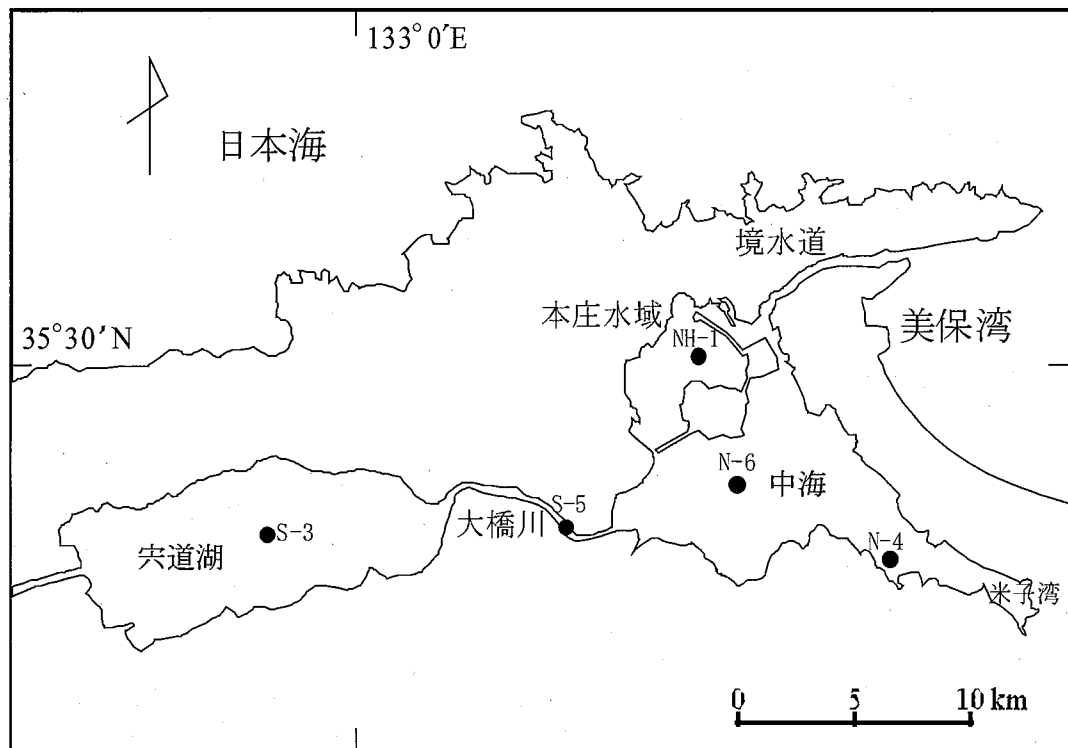 133°0′E
日本海
境水道
本庄水域
35°30′N
美保湾
NH-1
N-6
中海
S-5
大橋川
S-3
宍道湖
N-4
米子湾
0 5 10 km